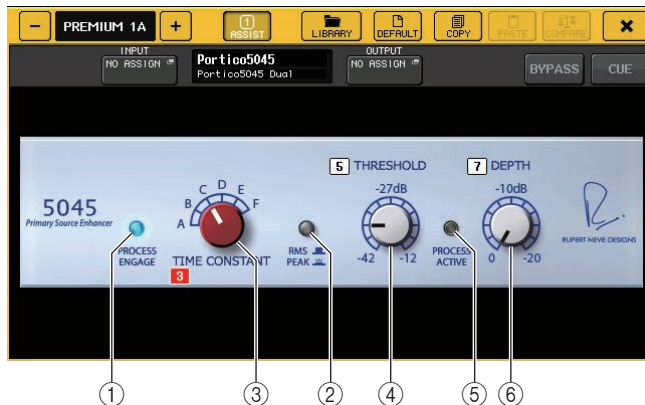 PREMIUM 1A
1
ASSIST
LIBRARY
DEFAULT
COPY
PASTE
COMPARE
INPUT
NO ASSIGN
Portico5045
Portico5045 Dual
OUTPUT
NO ASSIGN
BYPASS
CUE
5045
Primary Source Enhancer
PROCESS
ENGAGE
A B C D E F
TIME CONSTANT
3
RMS
PEAK
5 THRESHOLD
-27dB
-42 -12
PROCESS
ACTIVE
7 DEPTH
-10dB
0 -20
RUPERT NEVE DESIGNS
① ③ ② ④ ⑤ ⑥